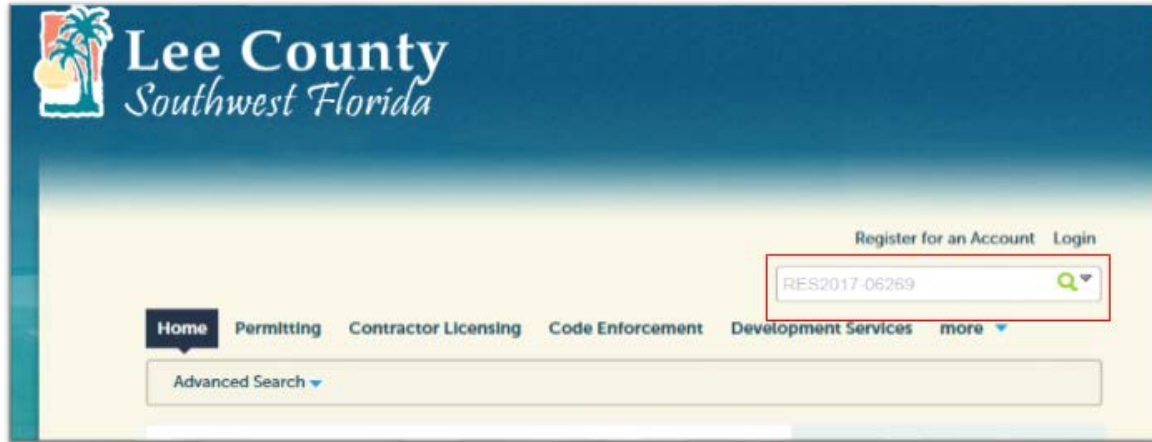 Lee County
Southwest Florida
Register for an Account Login
RES2017-06269
Home Permitting Contractor Licensing Code Enforcement Development Services more
Advanced Search